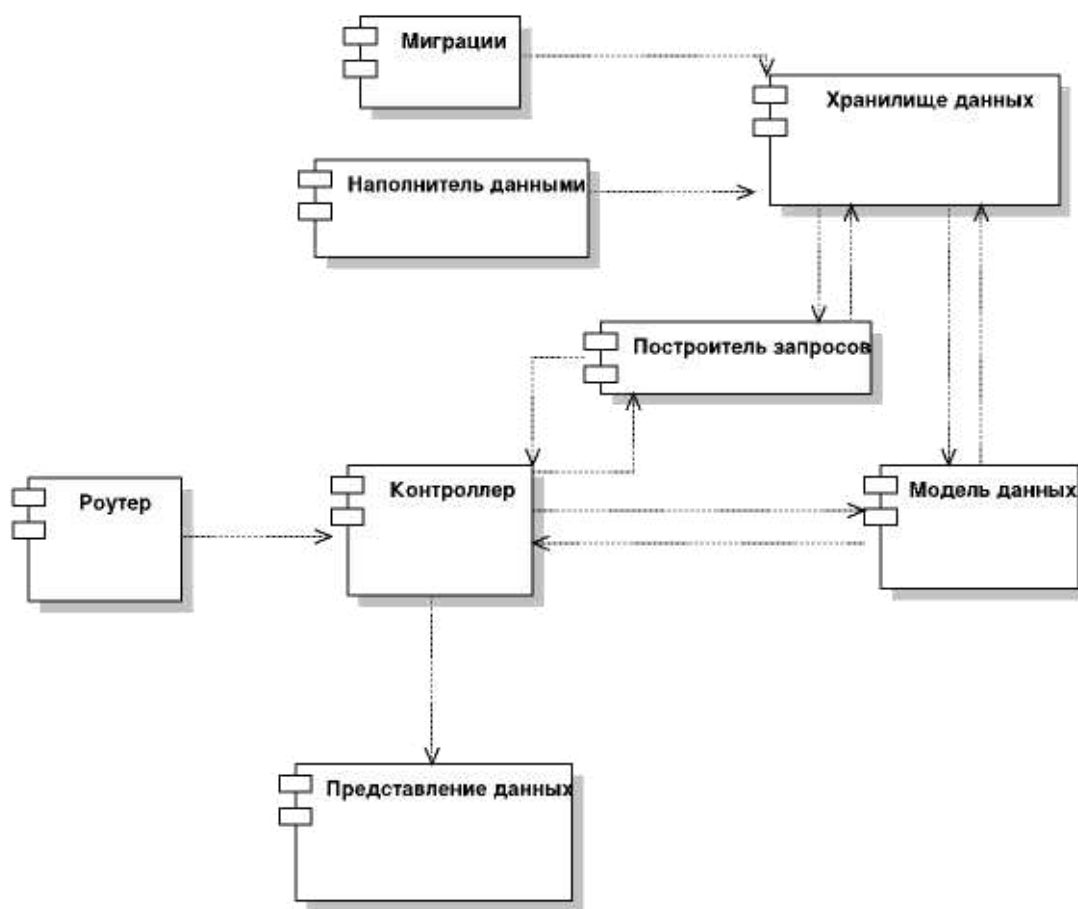 Миграции
Хранилище данных
Наполнитель данными
Построитель запросов
Роутер
Контроллер
Модель данных
Представление данных